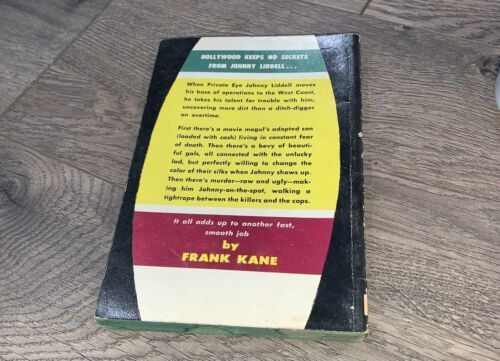 HOLLYWOOD KEEPS NO SECRETS
FROM JOHNNY LIDDELL...
When Private Eye Johnny Liddell moves
his base of operations to the West Coast,
he takes his talent for trouble with him,
uncovering more dirt than a ditch-digger
on overtime.
First there's a movie mogul's adopted son
(loaded with cash) living in constant fear
of death. Then there's a bevy of beauti-
ful gals, all connected with the unlucky
lad, but perfectly willing to change the
color of their silks when Johnny shows up.
Then there's murder—raw and ugly—mak-
ing him Johnny-on-the-spot, walking a
tightrope between the killers and the cops.
It all adds up to another fast,
smooth job
by
FRANK KANE